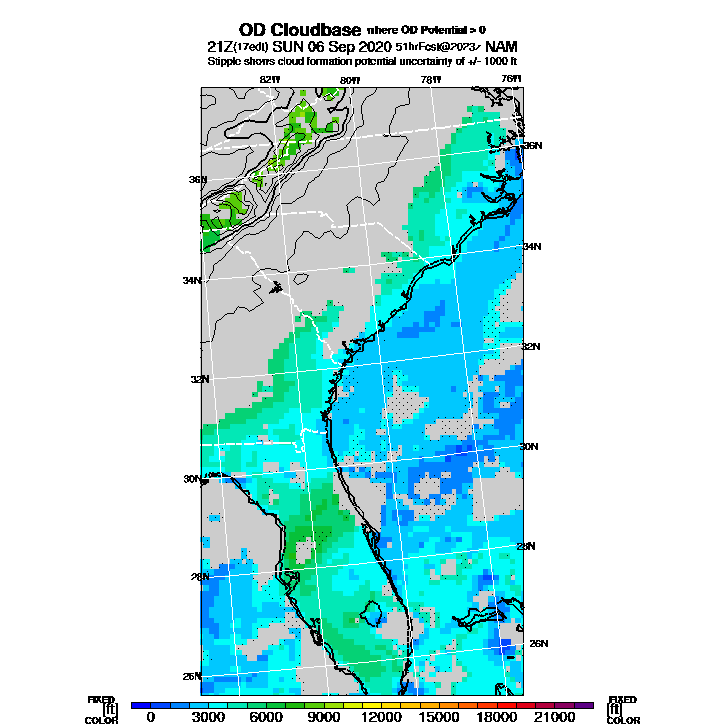 OD Cloudbase where OD Potential > 0
21Z(17edt) SUN 06 Sep 2020 51hrFcst@2023z NAM
Stipple shows cloud formation potential uncertainty of +/- 1000 ft
82W 80W 78W 76W
36N
36N
34N
34N
32N
32N
30N
30N
28N
28N
26N
26N
FIXED [ft] COLOR
0 3000 6000 9000 12000 15000 18000 21000
FIXED [ft] COLOR